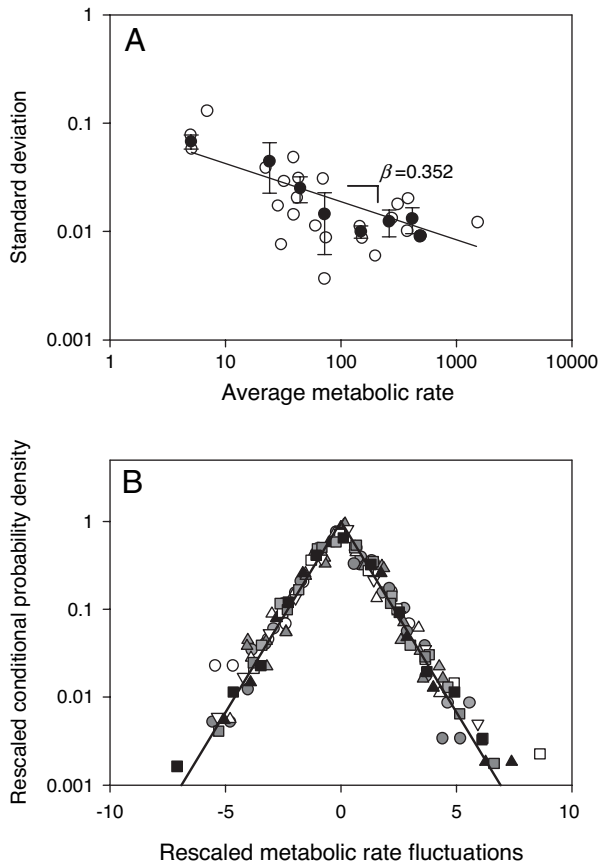 A
1
0.1
0.01
0.001
Standard deviation
β=0.352
1 10 100 1000 10000
Average metabolic rate
B
1
0.1
0.01
0.001
Rescaled conditional probability density
-10 -5 0 5 10
Rescaled metabolic rate fluctuations